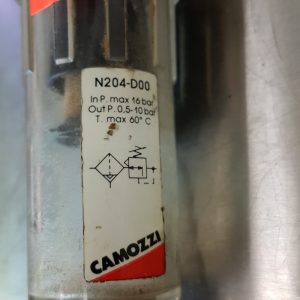 N204-D00
In P. max 16 bar
Out P. 0,5-10 bar
T. max 60° C
CAMOZZI